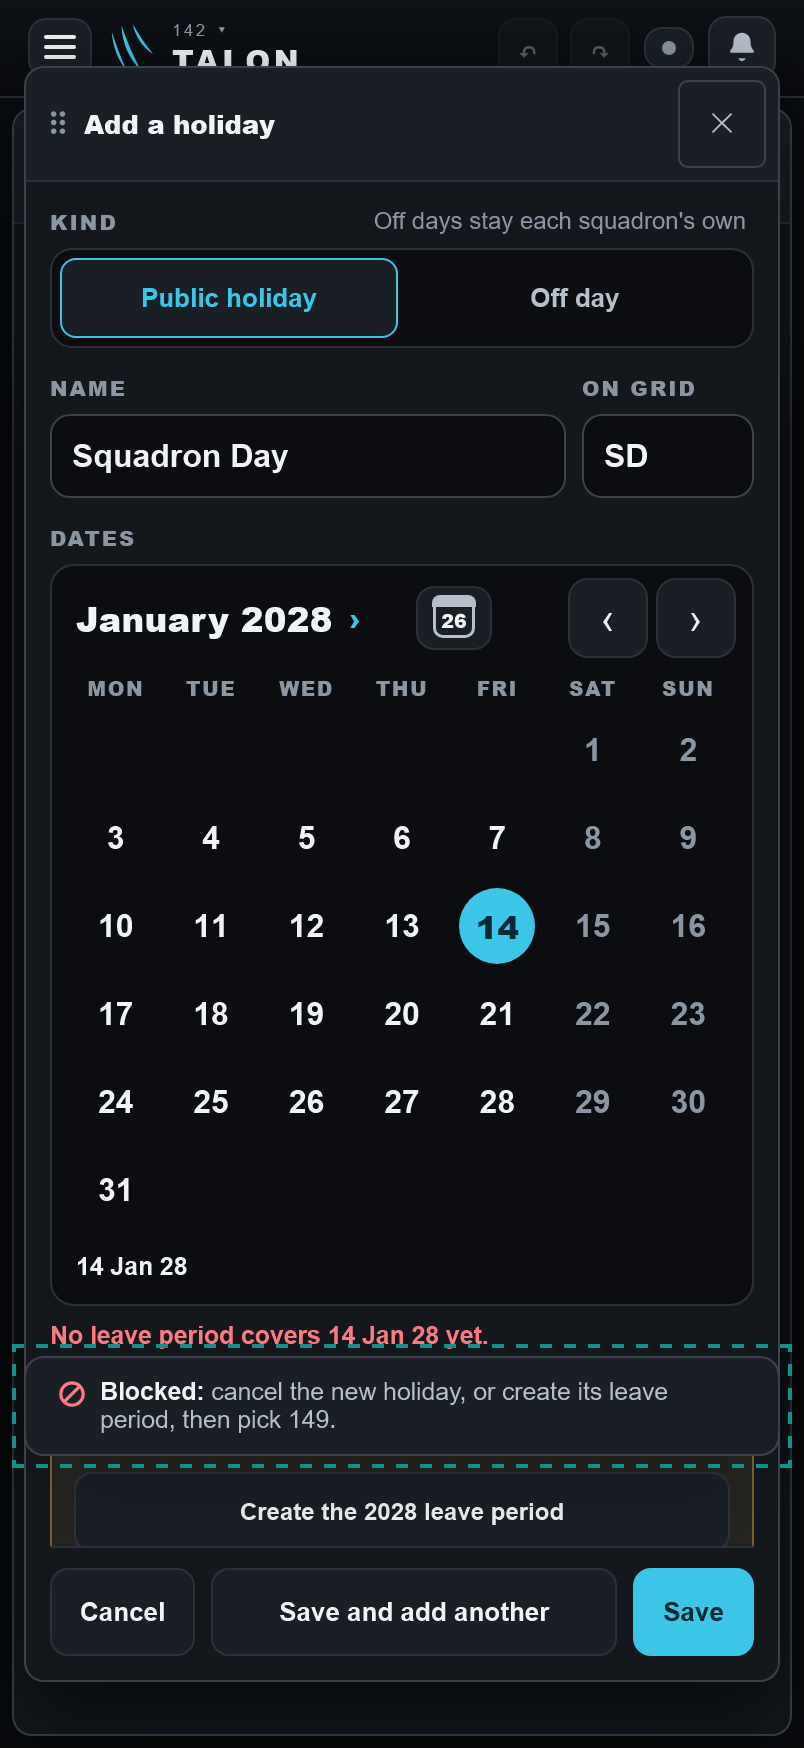 142 ▾
TALON
Add a holiday
KIND
Off days stay each squadron's own
Public holiday
Off day
NAME
ON GRID
Squadron Day
SD
DATES
January 2028 ›
26
‹ ›
MON TUE WED THU FRI SAT SUN
1 2
3 4 5 6 7 8 9
10 11 12 13 14 15 16
17 18 19 20 21 22 23
24 25 26 27 28 29 30
31
14 Jan 28
No leave period covers 14 Jan 28 yet.
Blocked: cancel the new holiday, or create its leave
period, then pick 149.
Create the 2028 leave period
Cancel
Save and add another
Save